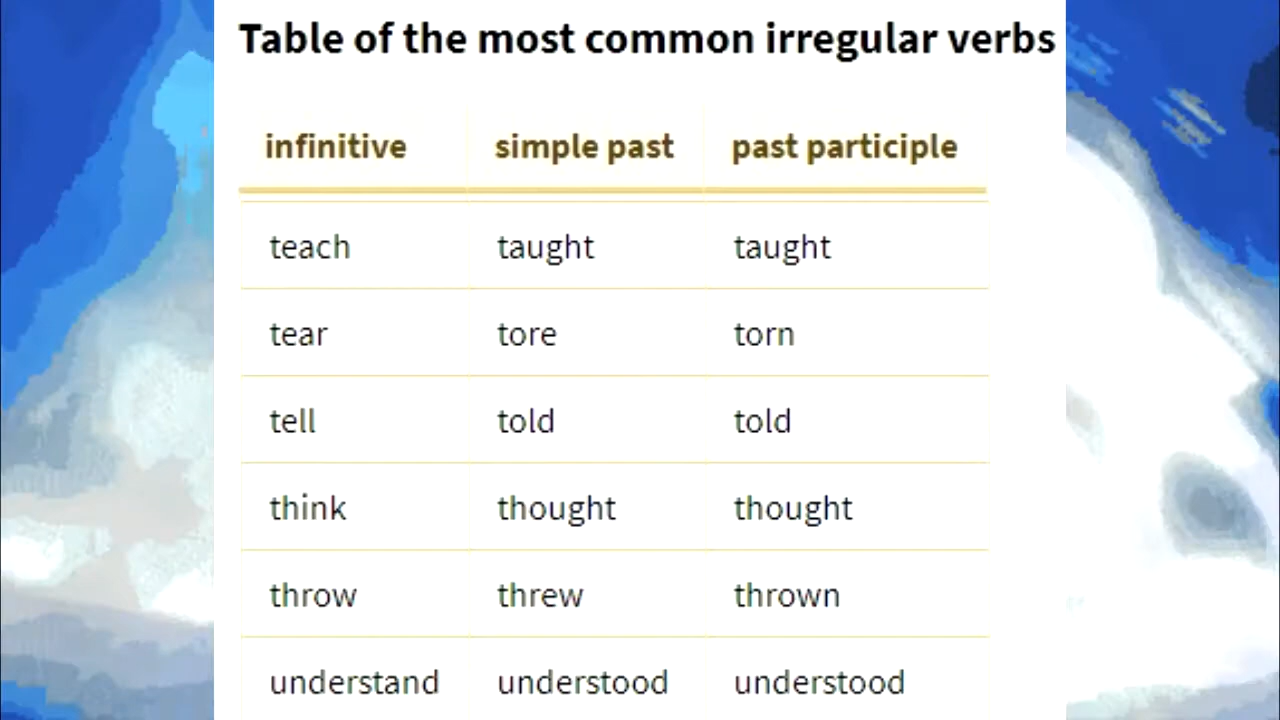 Table of the most common irregular verbs
infinitive simple past past participle
teach taught taught
tear tore torn
tell told told
think thought thought
throw threw thrown
understand understood understood